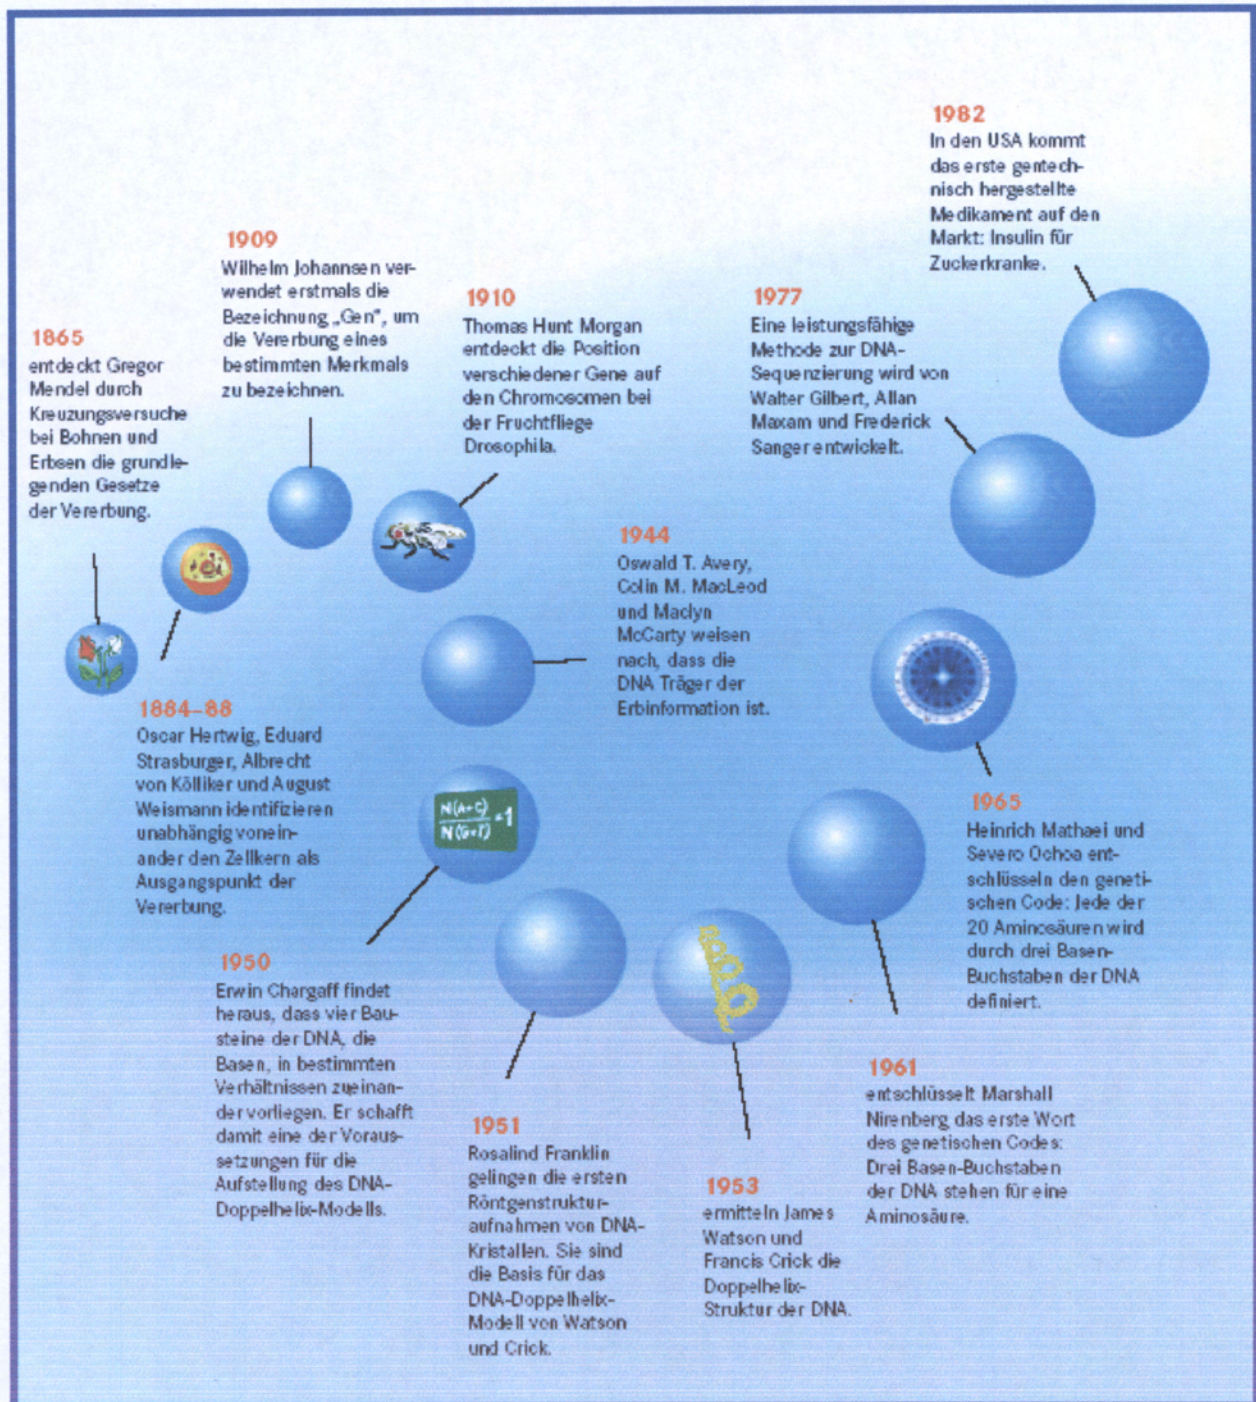 1865
entdeckt Gregor
Mendel durch
Kreuzungsversuche
bei Bohnen und
Erbsen die grundle-
genden Gesetze
der Vererbung.
1884–88
Oscar Hertwig, Eduard
Strasburger, Albrecht
von Kölliker und August
Weismann identifizieren
unabhängig vonein-
ander den Zellkern als
Ausgangspunkt der
Vererbung.
1909
Wilhelm Johannsen ver-
wendet erstmals die
Bezeichnung „Gen“, um
die Vererbung eines
bestimmten Merkmals
zu bezeichnen.
1910
Thomas Hunt Morgan
entdeckt die Position
verschiedener Gene auf
den Chromosomen bei
der Fruchtfliege
Drosophila.
1944
Oswald T. Avery,
Colin M. MacLeod
und Maclyn
McCarty weisen
nach, dass die
DNA Träger der
Erbinformation ist.
N(A+C)
N(G+T) =1
1950
Erwin Chargaff findet
heraus, dass vier Bau-
steine der DNA, die
Basen, in bestimmten
Verhältnissen zueinan-
der vorliegen. Er schafft
damit eine der Voraus-
setzungen für die
Aufstellung des DNA-
Doppelhelix-Modells.
1951
Rosalind Franklin
gelingen die ersten
Röntgenstruktur-
aufnahmen von DNA-
Kristallen. Sie sind
die Basis für das
DNA-Doppelhelix-
Modell von Watson
und Crick.
1953
ermitteln James
Watson und
Francis Crick die
Doppelhelix-
Struktur der DNA.
1961
entschlüsselt Marshall
Nirenberg das erste Wort
des genetischen Codes:
Drei Basen-Buchstaben
der DNA stehen für eine
Aminosäure.
1965
Heinrich Mathaei und
Severo Ochoa ent-
schlüsseln den geneti-
schen Code: Jede der
20 Aminosäuren wird
durch drei Basen-
Buchstaben der DNA
definiert.
1977
Eine leistungsfähige
Methode zur DNA-
Sequenzierung wird von
Walter Gilbert, Allan
Maxam und Frederick
Sanger entwickelt.
1982
In den USA kommt
das erste gentech-
nisch hergestellte
Medikament auf den
Markt: Insulin für
Zuckerkranke.